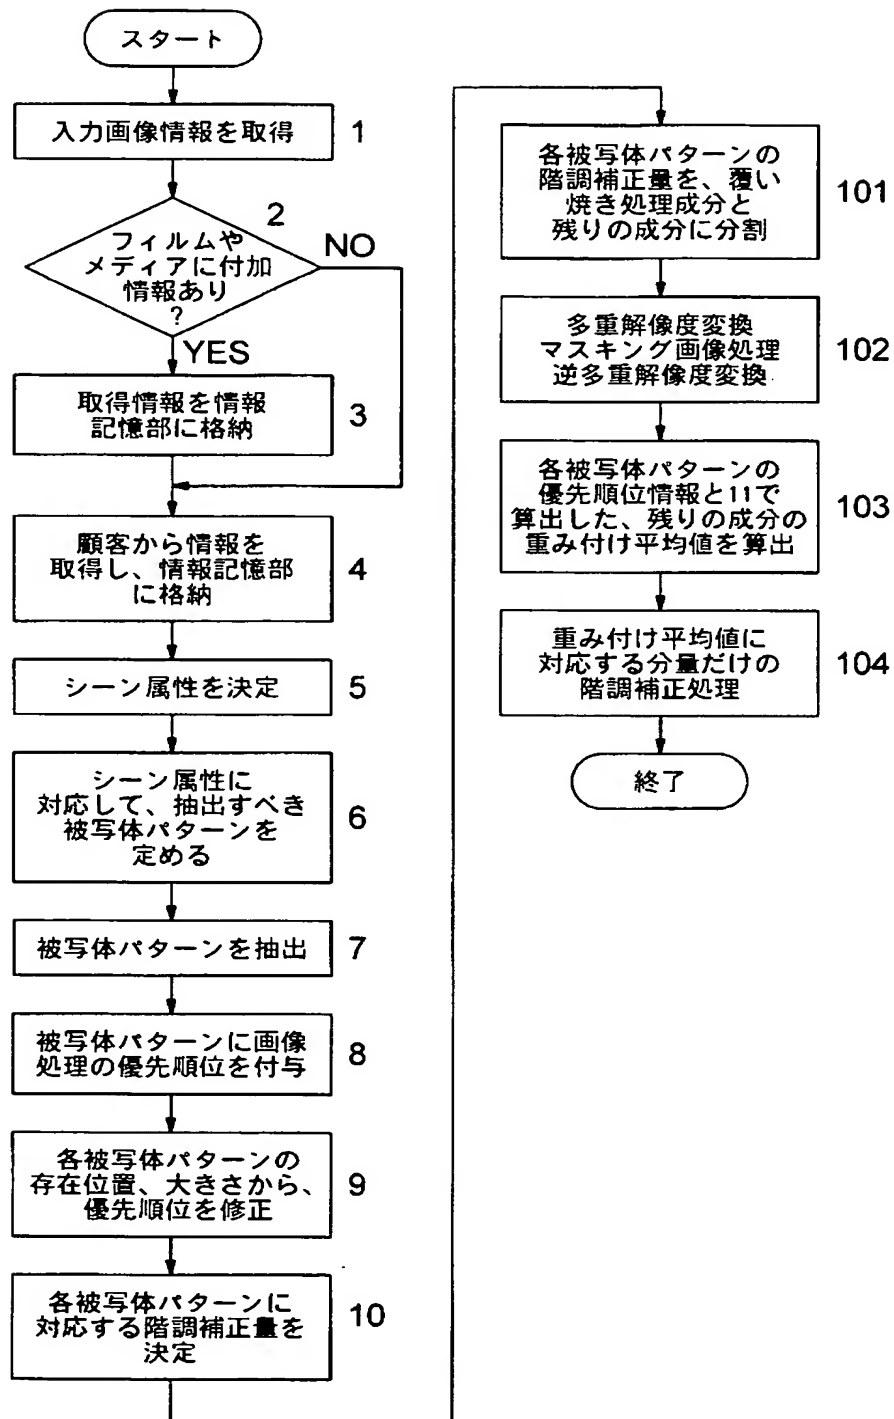 スタート
入力画像情報を取得
1
2
フィルムや
メディアに付加
情報あり
?
NO
YES
取得情報を情報
記憶部に格納
3
顧客から情報を
取得し、情報記憶部
に格納
4
シーン属性を決定
5
シーン属性に
対応して、抽出すべき
被写体パターンを
定める
6
被写体パターンを抽出
7
被写体パターンに画像
処理の優先順位を付与
8
各被写体パターンの
存在位置、大きさから、
優先順位を修正
9
各被写体パターンに
対応する階調補正量を
決定
10
各被写体パターンの
階調補正量を、覆い
焼き処理成分と
残りの成分に分割
101
多重解像度変換
マスキング画像処理
逆多重解像度変換
102
各被写体パターンの
優先順位情報と11で
算出した、残りの成分の
重み付け平均値を算出
103
重み付け平均値に
対応する分量だけの
階調補正処理
104
終了